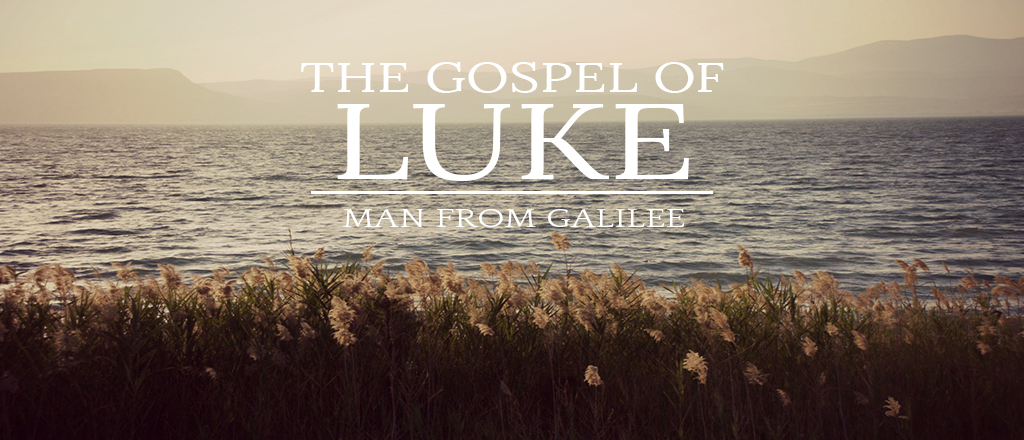 THE GOSPEL OF
LUKE
MAN FROM GALILEE